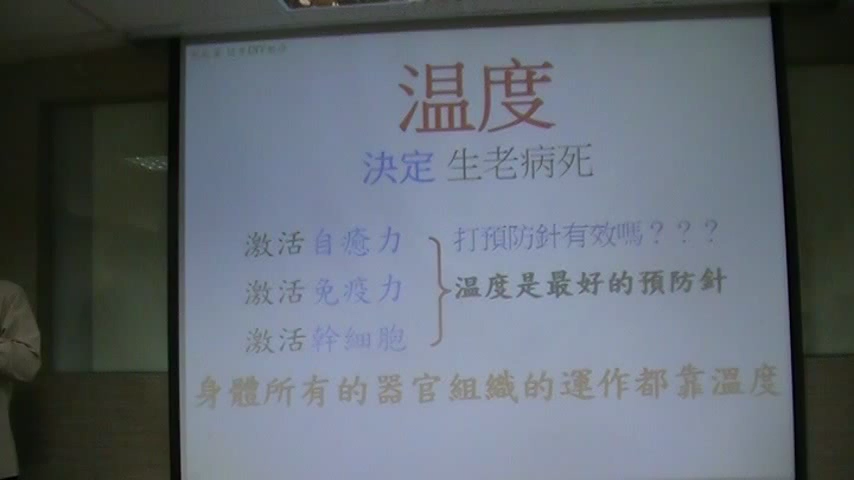 温度
決定 生老病死
激活自癒力
激活免疫力
激活幹細胞
打預防針有效嗎？？？
溫度是最好的預防針
身體所有的器官組織的運作都靠溫度